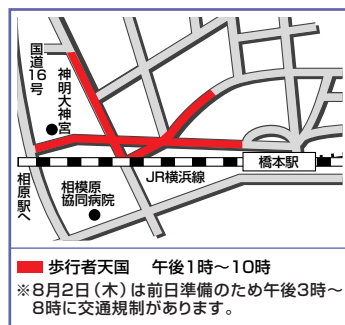 国道16号
神明大神宮
橋本駅
JR横浜線
相原駅へ
相模原
協同病院
歩行者天国 午後1時～10時
※8月2日(木)は前日準備のため午後3時～
8時に交通規制があります。